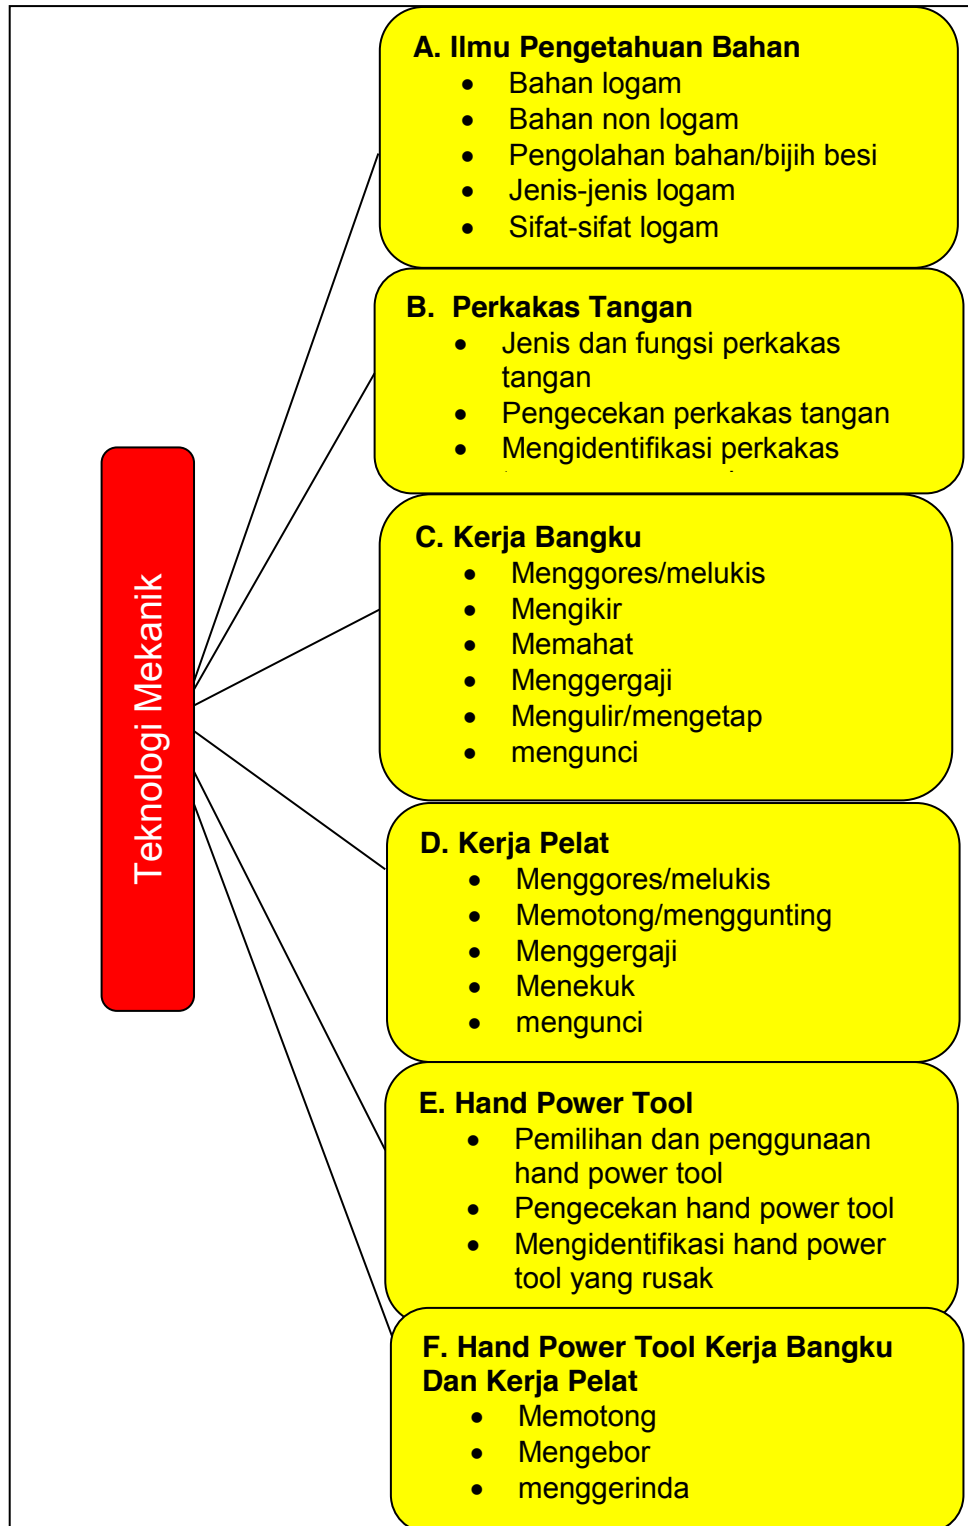 A. Ilmu Pengetahuan Bahan
• Bahan logam
• Bahan non logam
• Pengolahan bahan/bijih besi
• Jenis-jenis logam
• Sifat-sifat logam
B. Perkakas Tangan
• Jenis dan fungsi perkakas
tangan
• Pengecekan perkakas tangan
• Mengidentifikasi perkakas
Teknologi Mekanik
C. Kerja Bangku
• Menggores/melukis
• Mengikir
• Memahat
• Menggergaji
• Mengulir/mengetap
• mengunci
D. Kerja Pelat
• Menggores/melukis
• Memotong/menggunting
• Menggergaji
• Menekuk
• mengunci
E. Hand Power Tool
• Pemilihan dan penggunaan
hand power tool
• Pengecekan hand power tool
• Mengidentifikasi hand power
tool yang rusak
F. Hand Power Tool Kerja Bangku
Dan Kerja Pelat
• Memotong
• Mengebor
• menggerinda